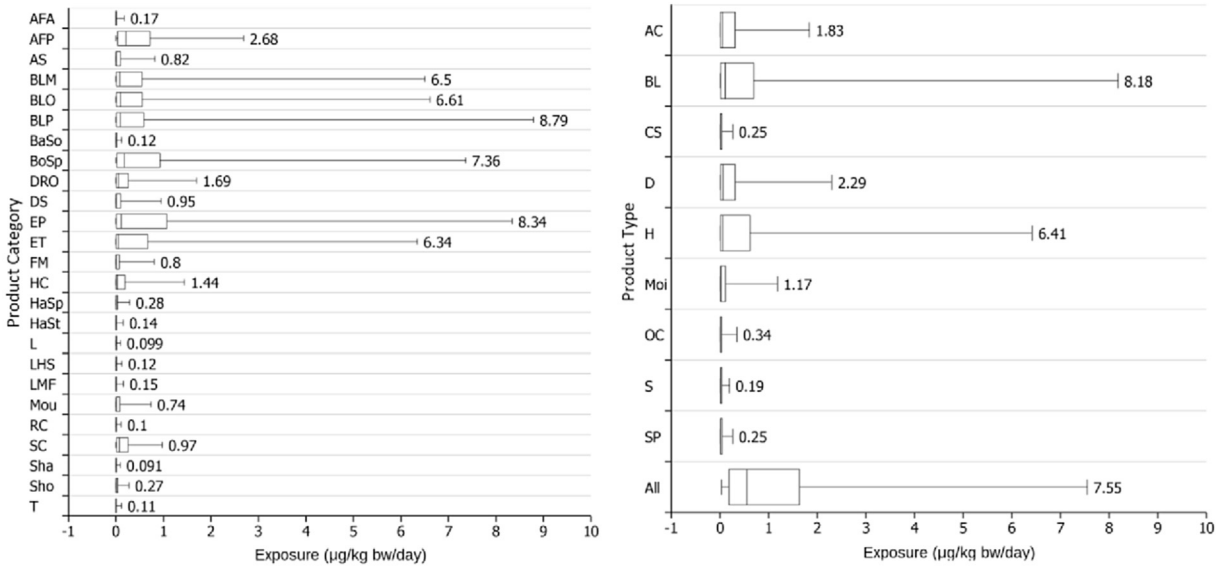 Product Category
AFA 0.17
AFP 2.68
AS 0.82
BLM 6.5
BLO 6.61
BLP 8.79
BaSo 0.12
BoSp 7.36
DRO 1.69
DS 0.95
EP 8.34
ET 6.34
FM 0.8
HC 1.44
HaSp 0.28
HaSt 0.14
L 0.099
LHS 0.12
LMF 0.15
Mou 0.74
RC 0.1
SC 0.97
Sha 0.091
Sho 0.27
T 0.11
-1 0 1 2 3 4 5 6 7 8 9 10
Exposure (µg/kg bw/day)
Product Type
AC 1.83
BL 8.18
CS 0.25
D 2.29
H 6.41
Moi 1.17
OC 0.34
S 0.19
SP 0.25
All 7.55
-1 0 1 2 3 4 5 6 7 8 9 10
Exposure (µg/kg bw/day)